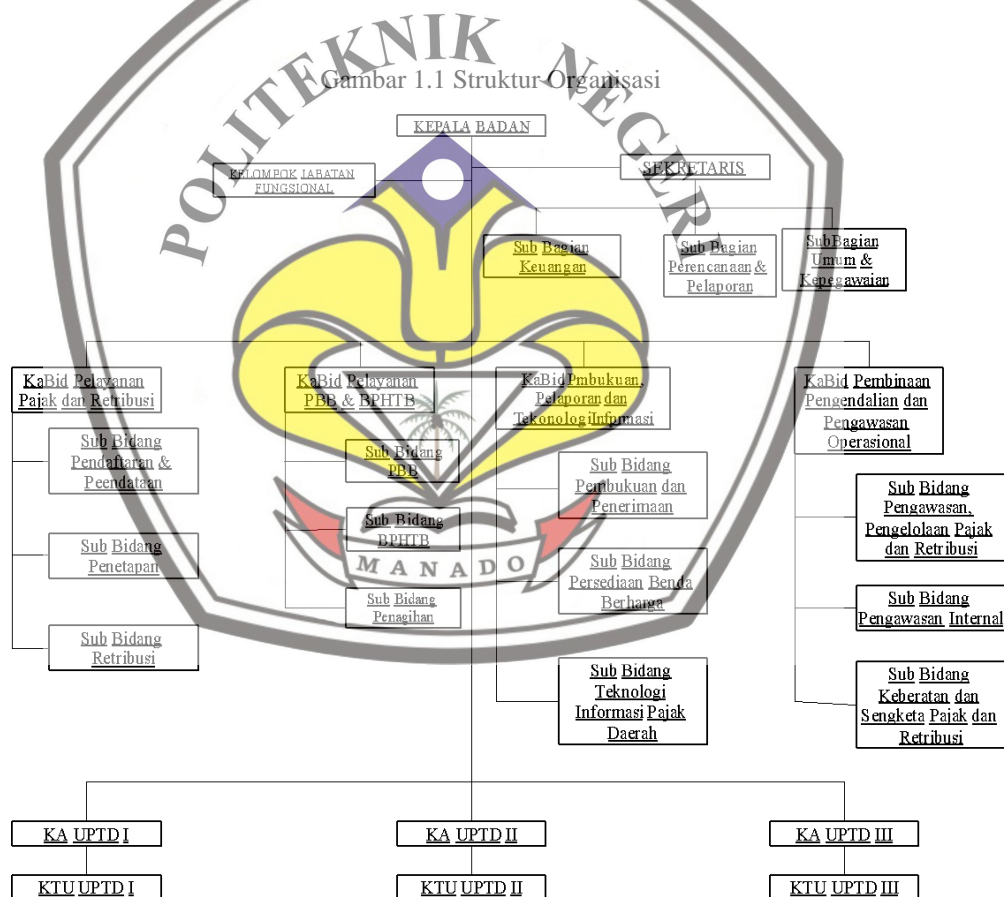 POLITEKNIK NEGERI
Gambar 1.1 Struktur Organisasi
KEPALA BADAN
KELOMPOK JABATAN
FUNGSIONAL
SEKRETARIS
Sub Bagian
Keuangan
Sub Bagian
Perencanaan &
Pelaporan
SubBagian
Umum &
Kepegawaian
KaBid Pelayanan
Pajak dan Retribusi
Sub Bidang
Pendaftaran &
Peendataan
Sub Bidang
Penetapan
Sub Bidang
Retribusi
KaBid Pelayanan
PBB & BPHTB
Sub Bidang
PBB
Sub Bidang
BPHTB
Sub Bidang
Penagihan
KaBid Pmbukuan,
Pelaporan dan
Tekonologi Infprmasi
Sub Bidang
Pembukuan dan
Penerimaan
Sub Bidang
Persediaan Benda
Berharga
Sub Bidang
Teknologi
Informasi Pajak
Daerah
KaBid Pembinaan
Pengendalian dan
Pengawasan
Operasional
Sub Bidang
Pengawasan,
Pengelolaan Pajak
dan Retribusi
Sub Bidang
Pengawasan Internal
Sub Bidang
Keberatan dan
Sengketa Pajak dan
Retribusi
MANADO
KA UPTD I
KA UPTD II
KA UPTD III
KTU UPTD I
KTU UPTD II
KTU UPTD III